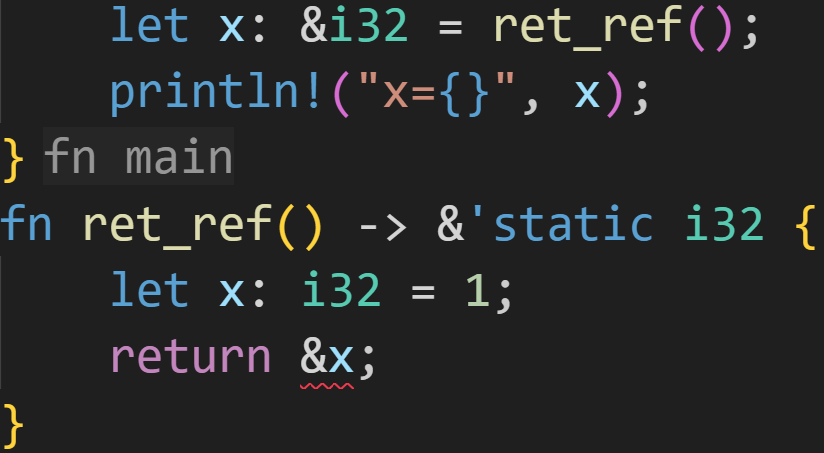 let x: &i32 = ret_ref();
println!("x={}", x);
} fn main
fn ret_ref() -> &'static i32 {
let x: i32 = 1;
return &x;
}